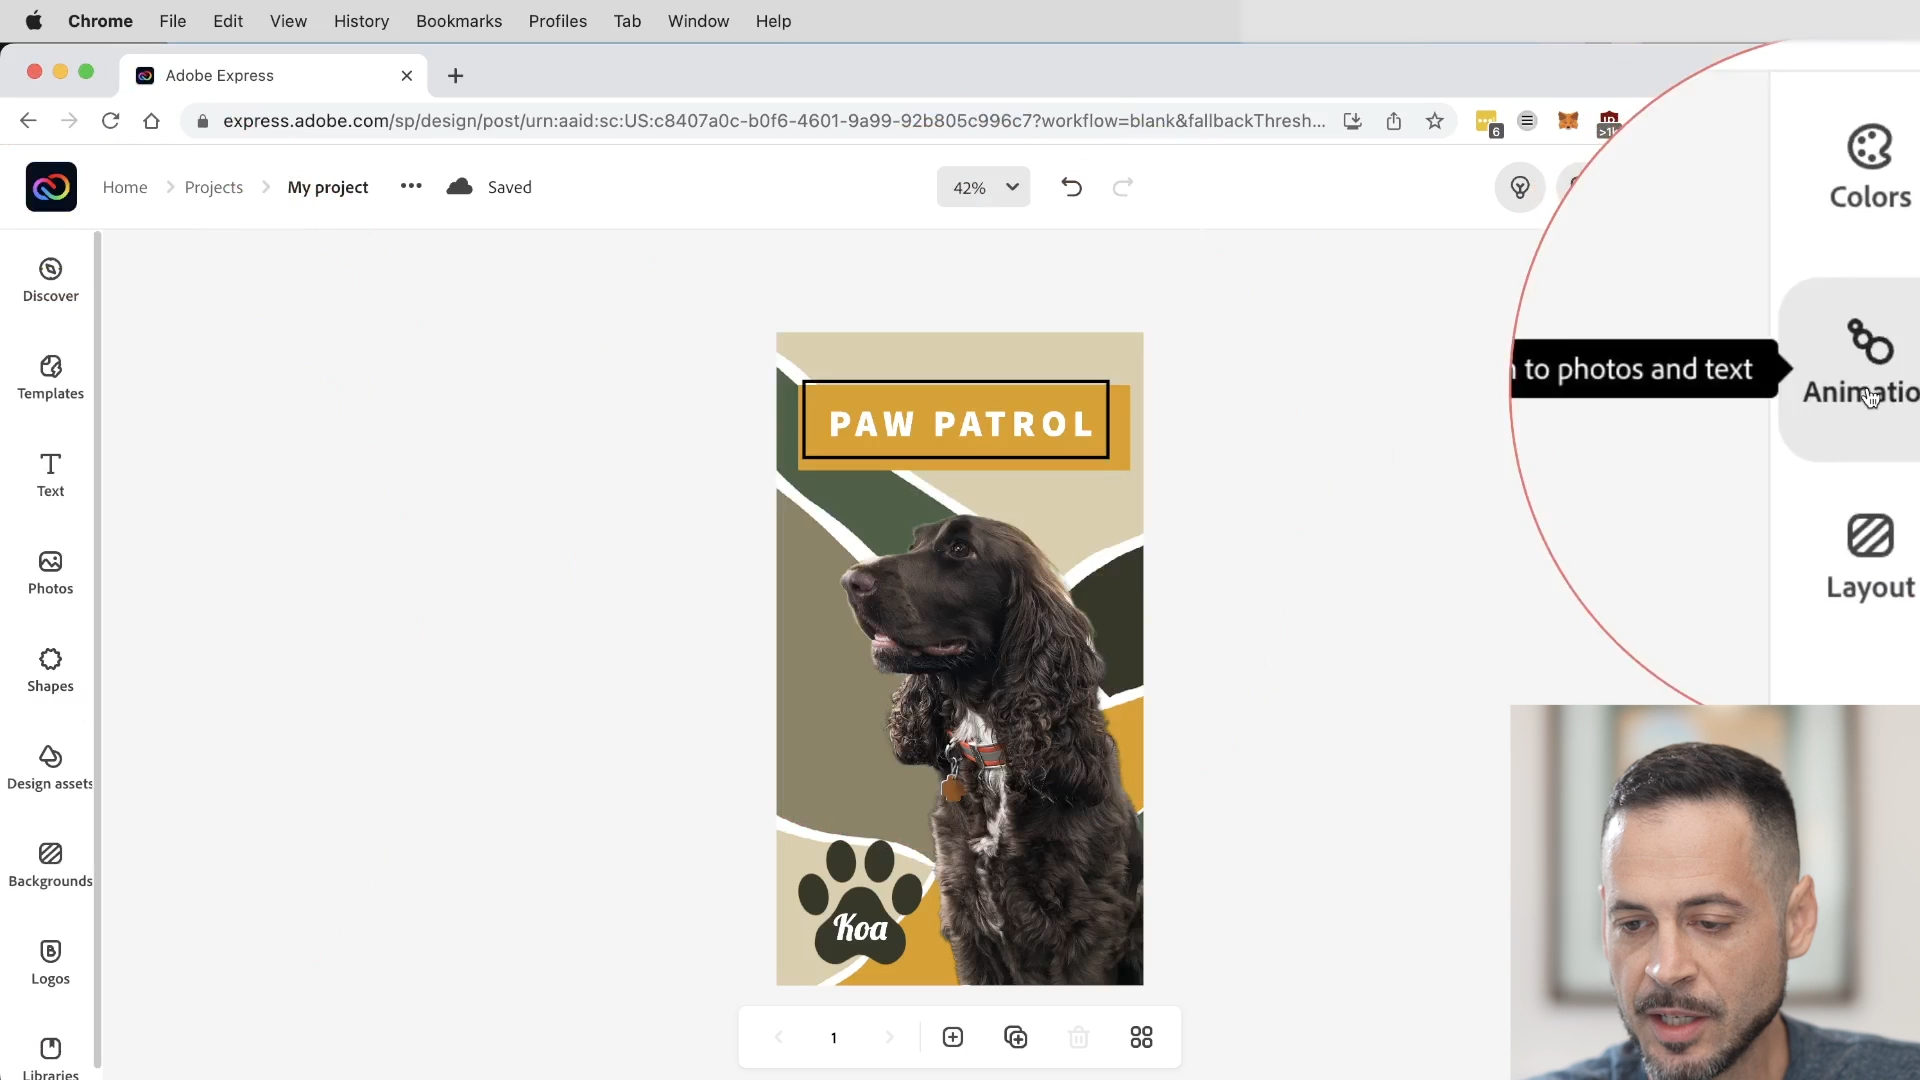 Chrome File Edit View History Bookmarks Profiles Tab Window Help
Adobe Express
express.adobe.com/sp/design/post/urn:aaid:sc:US:c8407a0c-b0f6-4601-9a99-92b805c996c7?workflow=blank&fallbackThresh...
6
>1k
Home Projects My project ••• Saved
42%
Colors
Discover
n to photos and text
Animatio
Templates
PAW PATROL
Text
Layout
Photos
Shapes
Design assets
Backgrounds
Koa
Logos
1
Libraries